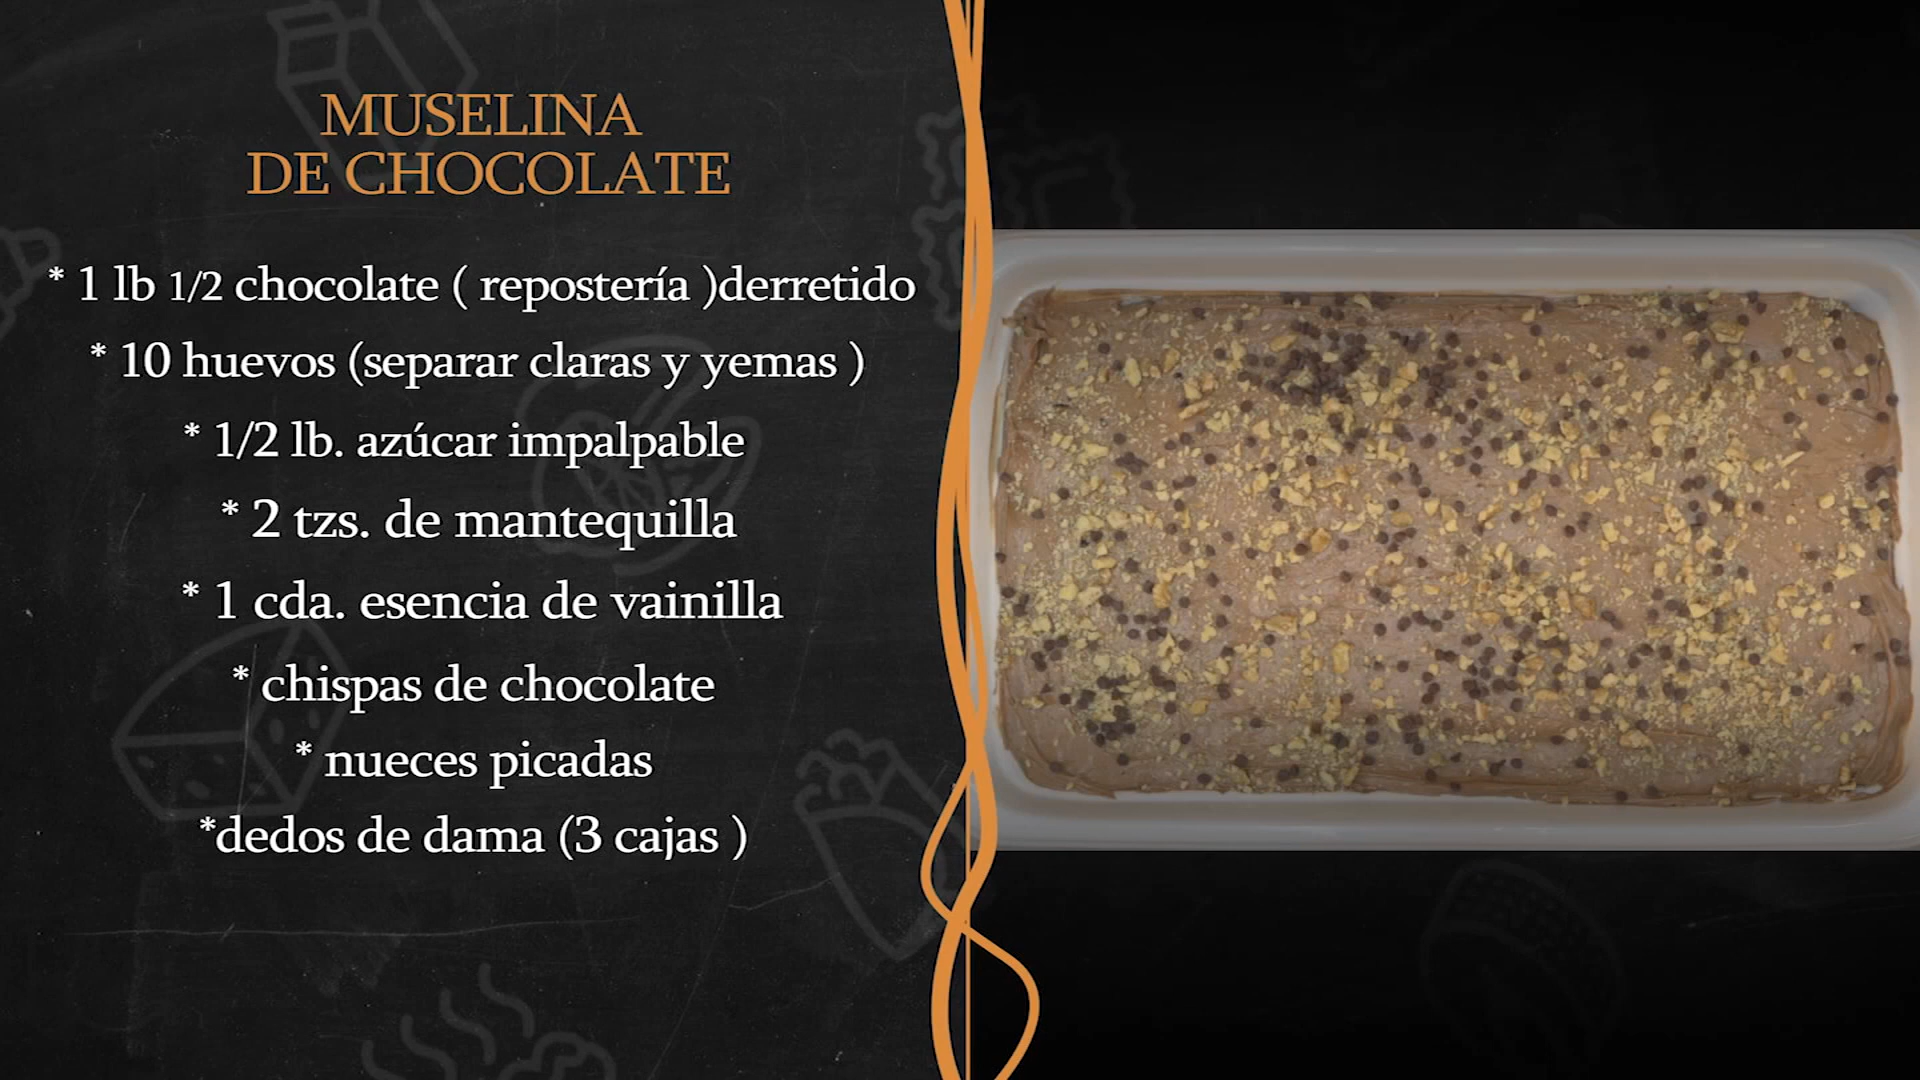 MUSELINA
DE CHOCOLATE
* 1 lb 1/2 chocolate ( repostería )derretido
* 10 huevos (separar claras y yemas )
* 1/2 lb. azúcar impalpable
* 2 tzs. de mantequilla
* 1 cda. esencia de vainilla
* chispas de chocolate
* nueces picadas
*dedos de dama (3 cajas )